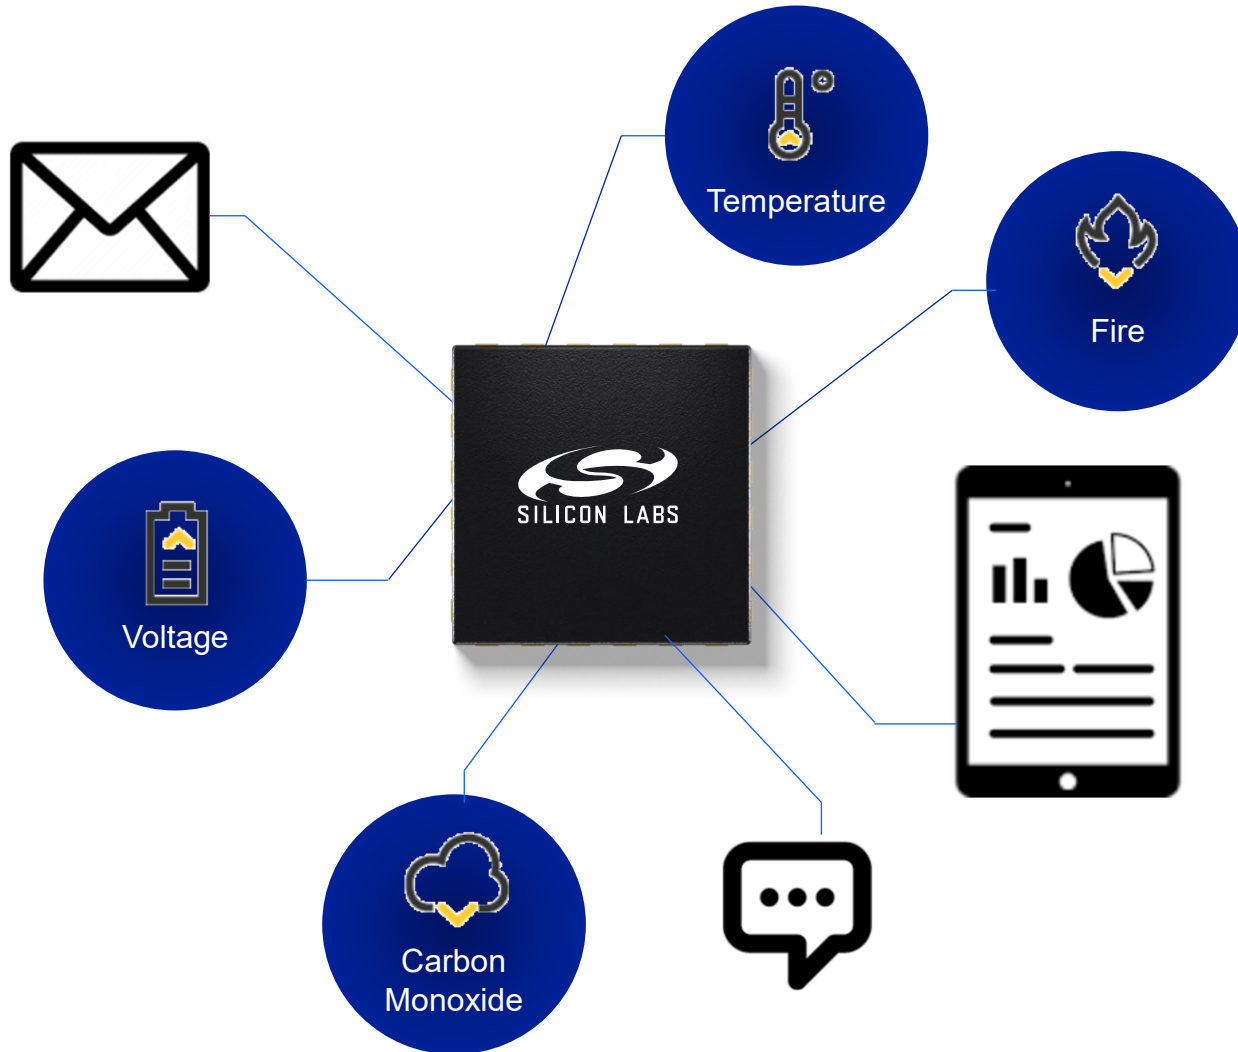 Temperature
Fire
SILICON LABS
Voltage
Carbon
Monoxide